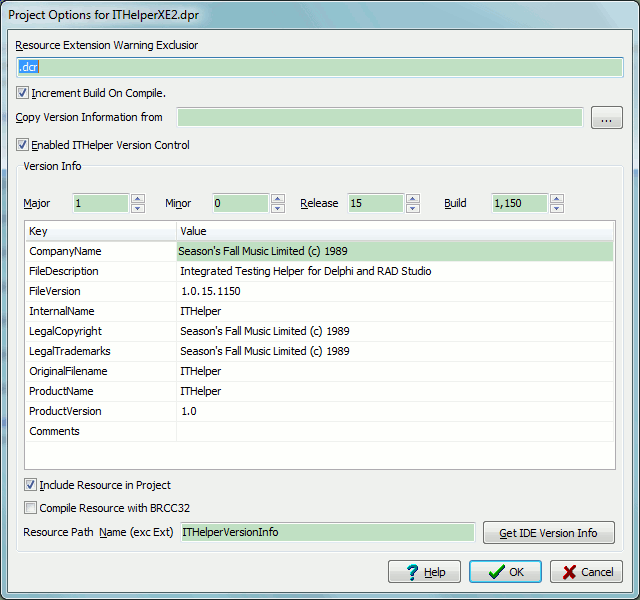 Project Options for ITHelperXE2.dpr
Resource Extension Warning Exclusior
.dcr
Increment Build On Compile.
Copy Version Information from
...
Enabled ITHelper Version Control
Version Info
Major 1 Minor 0 Release 15 Build 1,150
Key Value
CompanyName Season's Fall Music Limited (c) 1989
FileDescription Integrated Testing Helper for Delphi and RAD Studio
FileVersion 1.0.15.1150
InternalName ITHelper
LegalCopyright Season's Fall Music Limited (c) 1989
LegalTrademarks Season's Fall Music Limited (c) 1989
OriginalFilename ITHelper
ProductName ITHelper
ProductVersion 1.0
Comments
Include Resource in Project
Compile Resource with BRCC32
Resource Path Name (exc Ext) ITHelperVersionInfo Get IDE Version Info
? Help OK Cancel